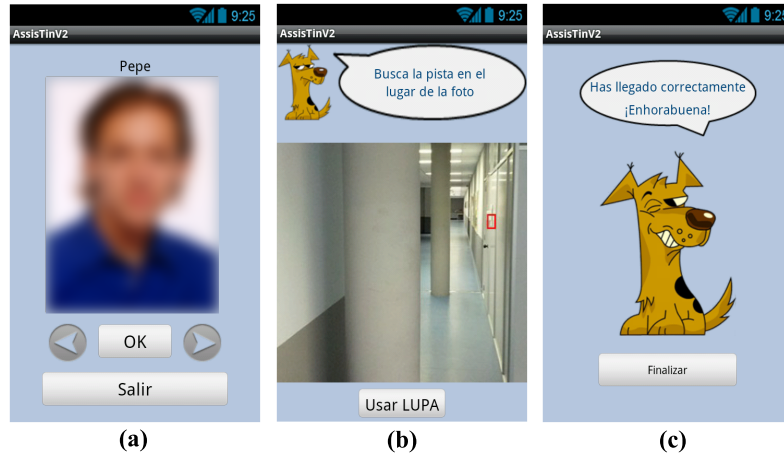 9:25
AssisTinV2
Pepe
OK
Salir
(a)
9:25
AssisTinV2
Busca la pista en el
lugar de la foto
Usar LUPA
(b)
9:25
AssisTinV2
Has llegado correctamente
¡Enhorabuena!
Finalizar
(c)